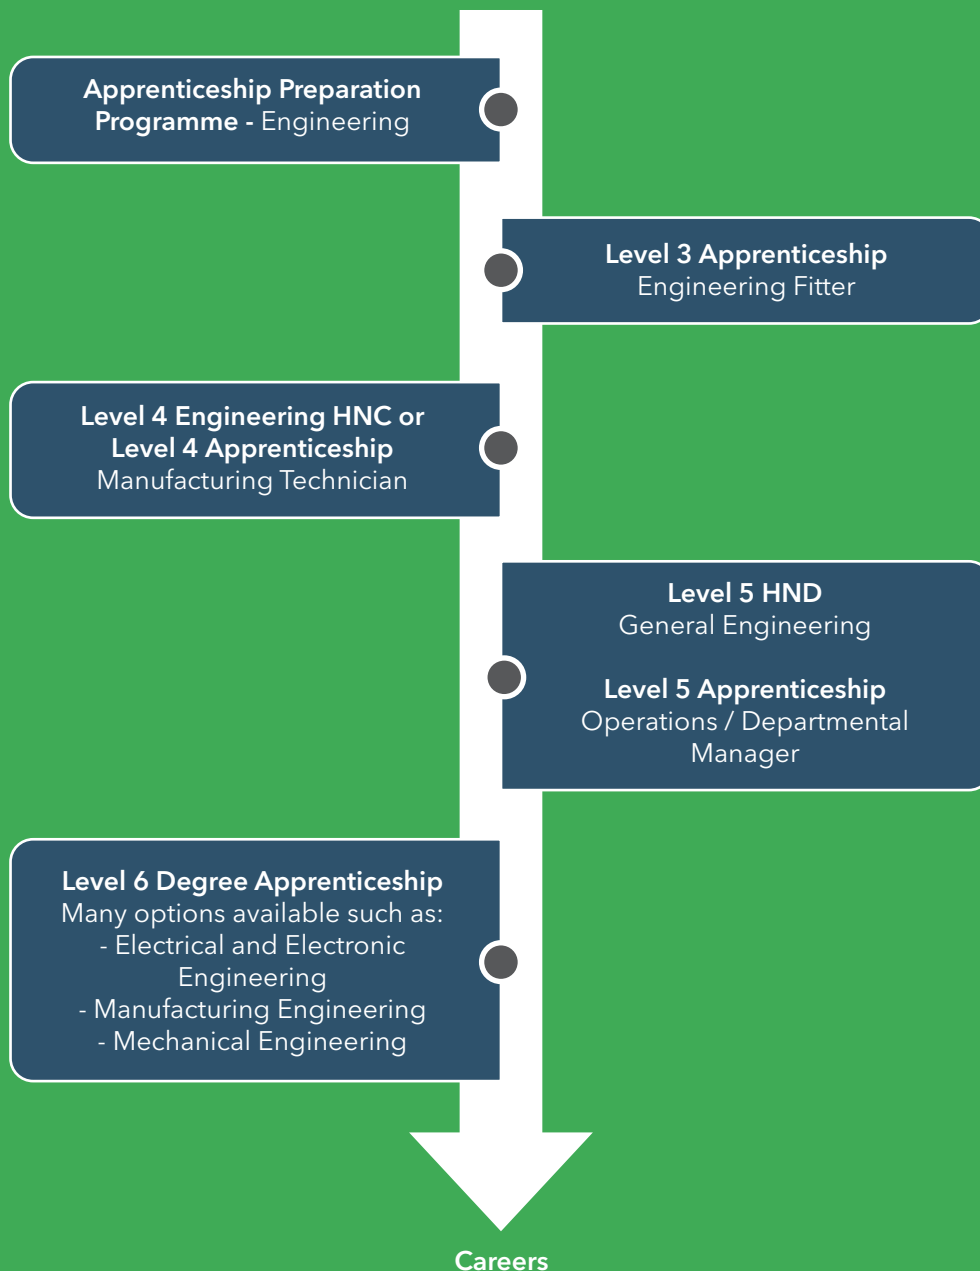 Apprenticeship Preparation
Programme - Engineering
Level 3 Apprenticeship
Engineering Fitter
Level 4 Engineering HNC or
Level 4 Apprenticeship
Manufacturing Technician
Level 5 HND
General Engineering
Level 5 Apprenticeship
Operations / Departmental
Manager
Level 6 Degree Apprenticeship
Many options available such as:
- Electrical and Electronic
Engineering
- Manufacturing Engineering
- Mechanical Engineering
Careers